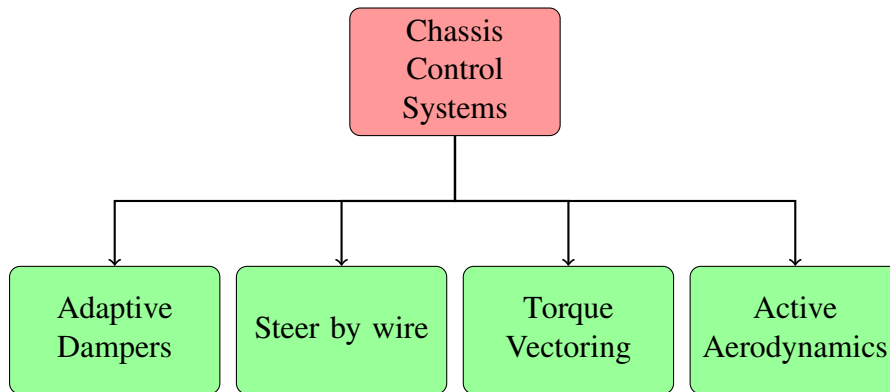 Chassis
Control
Systems
Adaptive
Dampers
Steer by wire
Torque
Vectoring
Active
Aerodynamics